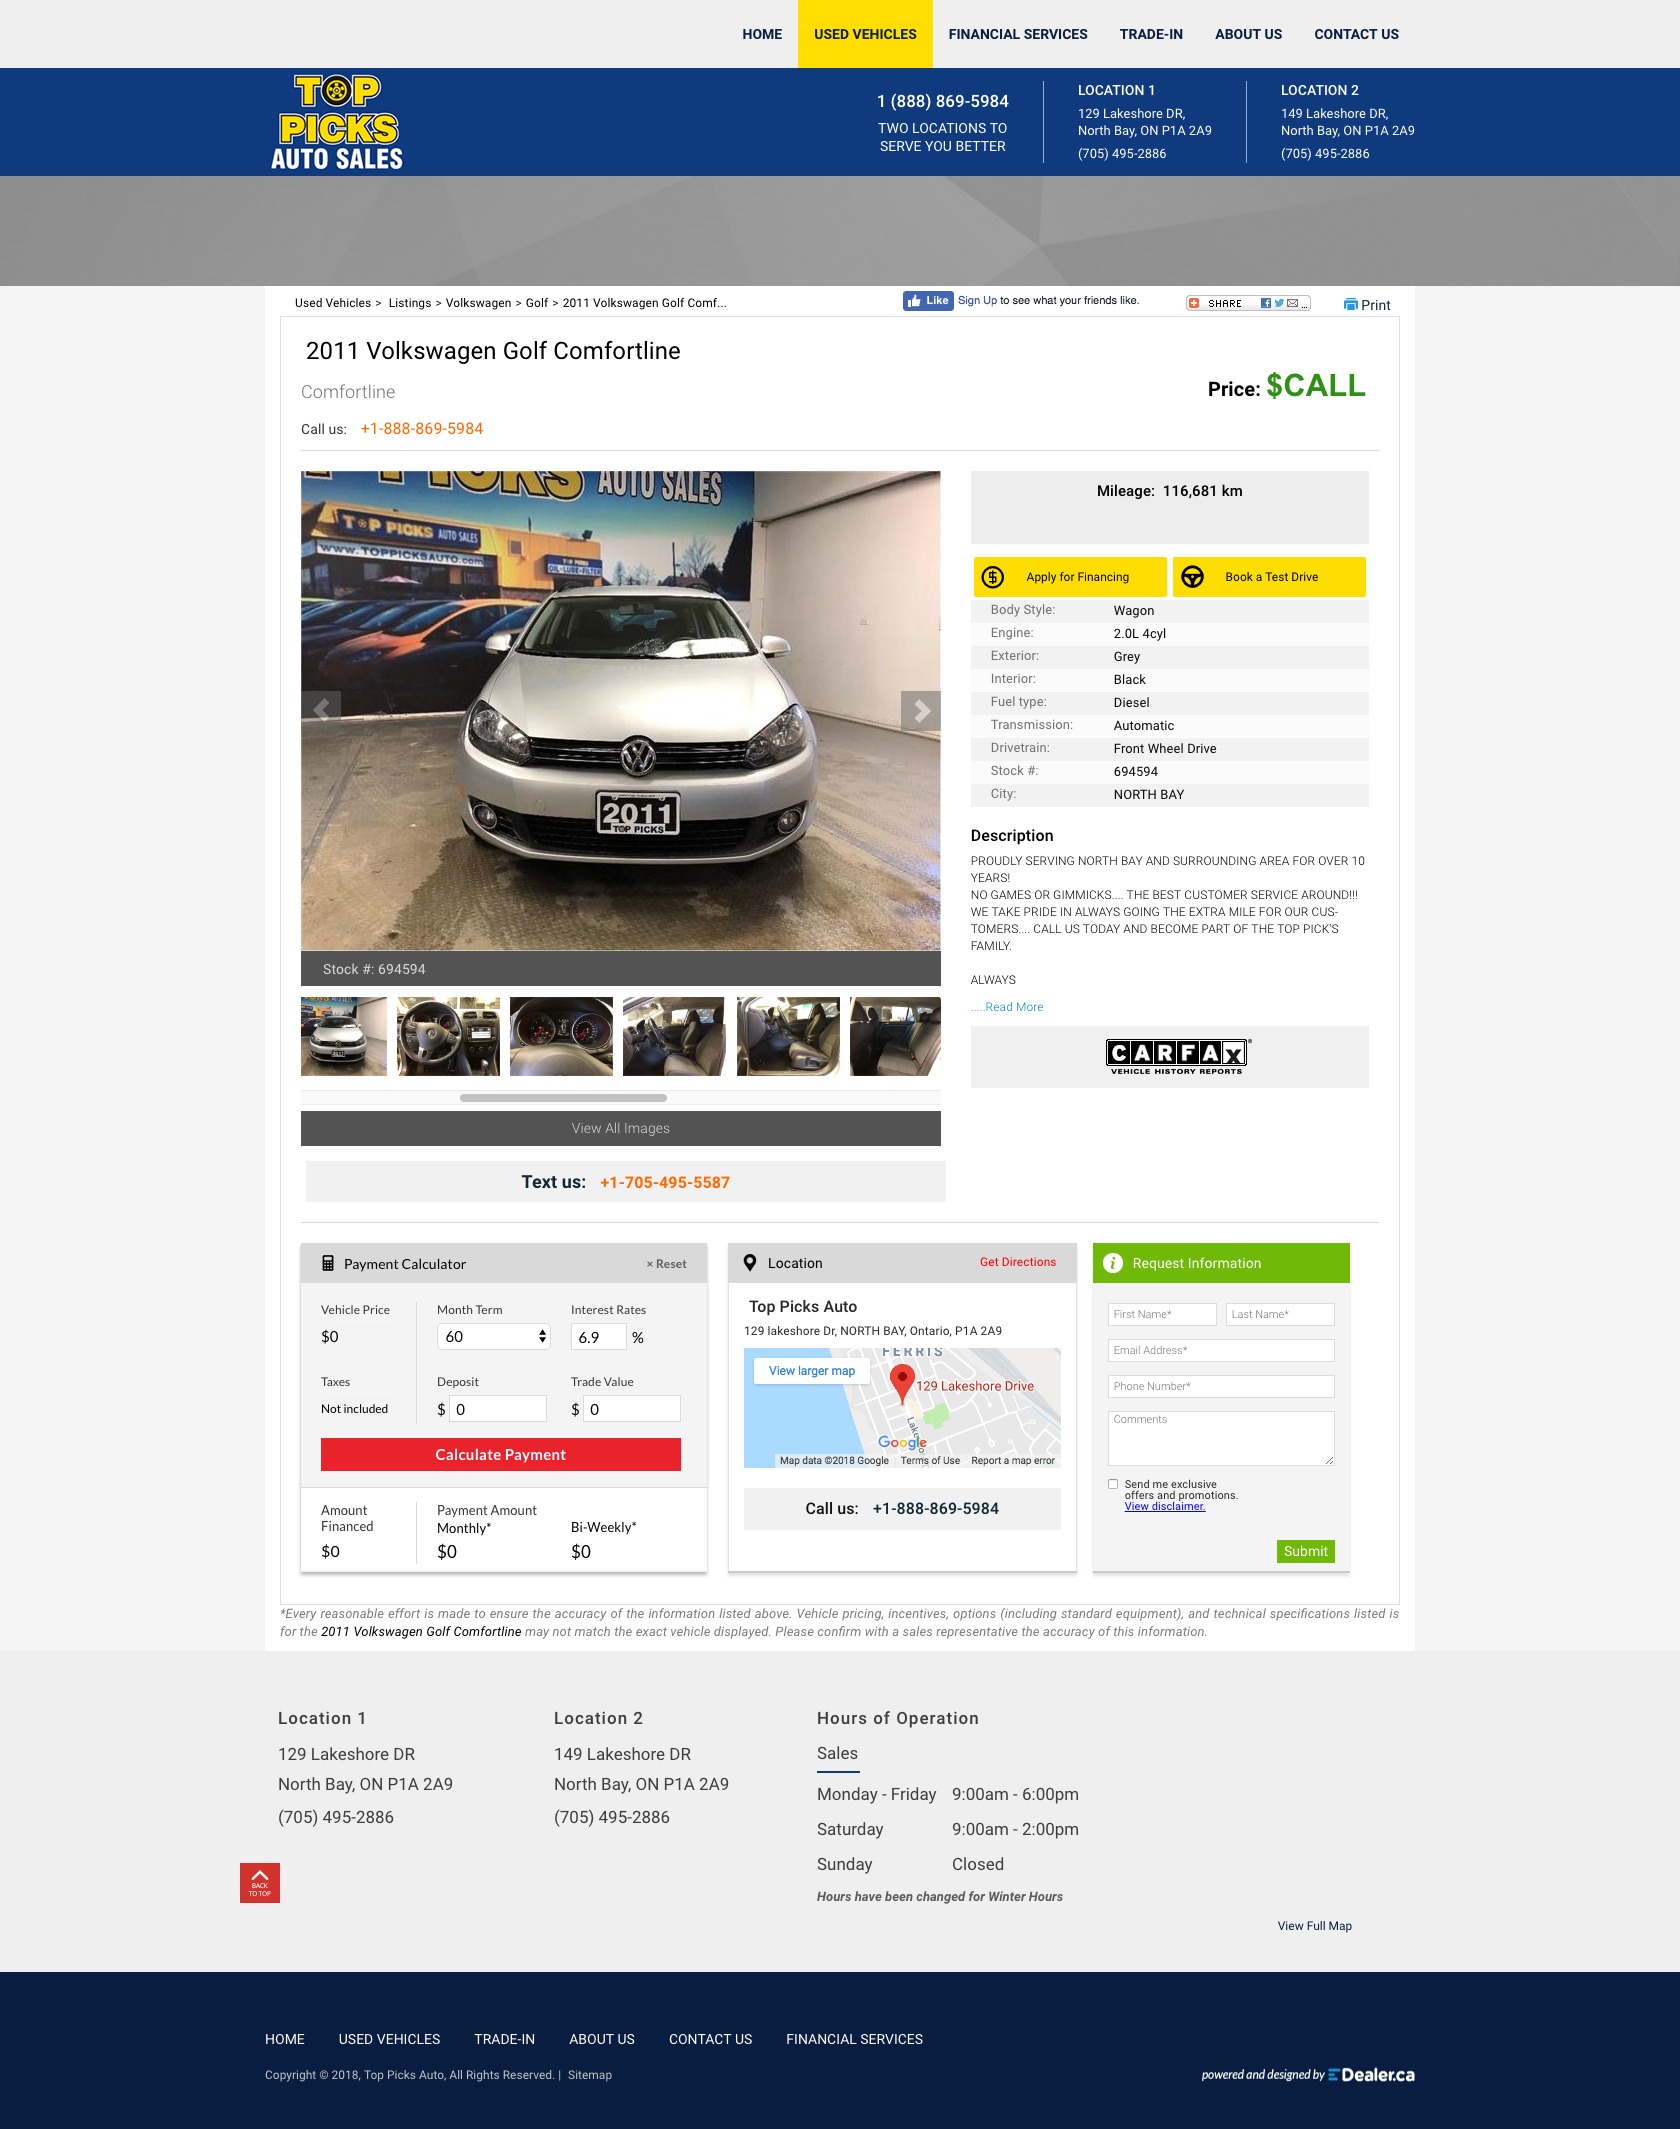 HOME USED VEHICLES FINANCIAL SERVICES TRADE-IN ABOUT US CONTACT US
TOP
PICKS
AUTO SALES
1 (888) 869-5984
TWO LOCATIONS TO
SERVE YOU BETTER
LOCATION 1
129 Lakeshore DR,
North Bay, ON P1A 2A9
(705) 495-2886
LOCATION 2
149 Lakeshore DR,
North Bay, ON P1A 2A9
(705) 495-2886
Used Vehicles > Listings > Volkswagen > Golf > 2011 Volkswagen Golf Comf...
Like Sign Up to see what your friends like.
SHARE ...
Print
2011 Volkswagen Golf Comfortline
Comfortline
Price: $CALL
Call us: +1-888-869-5984
PICKS AUTO SALES
TOP PICKS AUTO SALES
www.TOPPICKSAUTO.com
TOP PICKS
OIL-LUBE-FILTER
2011
TOP PICKS
Stock #: 694594
View All Images
Text us: +1-705-495-5587
Mileage: 116,681 km
Apply for Financing
Book a Test Drive
Body Style: Wagon
Engine: 2.0L 4cyl
Exterior: Grey
Interior: Black
Fuel type: Diesel
Transmission: Automatic
Drivetrain: Front Wheel Drive
Stock #: 694594
City: NORTH BAY
Description
PROUDLY SERVING NORTH BAY AND SURROUNDING AREA FOR OVER 10
YEARS!
NO GAMES OR GIMMICKS.... THE BEST CUSTOMER SERVICE AROUND!!!
WE TAKE PRIDE IN ALWAYS GOING THE EXTRA MILE FOR OUR CUS-
TOMERS.... CALL US TODAY AND BECOME PART OF THE TOP PICK'S
FAMILY.
ALWAYS
.....Read More
CARFAX
VEHICLE HISTORY REPORTS
Payment Calculator × Reset
Vehicle Price Month Term Interest Rates
$0 60 6.9 %
Taxes Deposit Trade Value
Not included $ 0 $ 0
Calculate Payment
Amount
Financed
$0
Payment Amount
Monthly* Bi-Weekly*
$0 $0
Location Get Directions
Top Picks Auto
129 lakeshore Dr, NORTH BAY, Ontario, P1A 2A9
FERRIS
View larger map
129 Lakeshore Drive
Google
Map data ©2018 Google Terms of Use Report a map error
Call us: +1-888-869-5984
Request Information
First Name* Last Name*
Email Address*
Phone Number*
Comments
Send me exclusive
offers and promotions.
View disclaimer.
Submit
*Every reasonable effort is made to ensure the accuracy of the information listed above. Vehicle pricing, incentives, options (including standard equipment), and technical specifications listed is
for the 2011 Volkswagen Golf Comfortline may not match the exact vehicle displayed. Please confirm with a sales representative the accuracy of this information.
Location 1
129 Lakeshore DR
North Bay, ON P1A 2A9
(705) 495-2886
Location 2
149 Lakeshore DR
North Bay, ON P1A 2A9
(705) 495-2886
Hours of Operation
Sales
Monday - Friday 9:00am - 6:00pm
Saturday 9:00am - 2:00pm
Sunday Closed
Hours have been changed for Winter Hours
BACK
TO TOP
View Full Map
HOME USED VEHICLES TRADE-IN ABOUT US CONTACT US FINANCIAL SERVICES
Copyright © 2018, Top Picks Auto, All Rights Reserved. | Sitemap
powered and designed by EDealer.ca